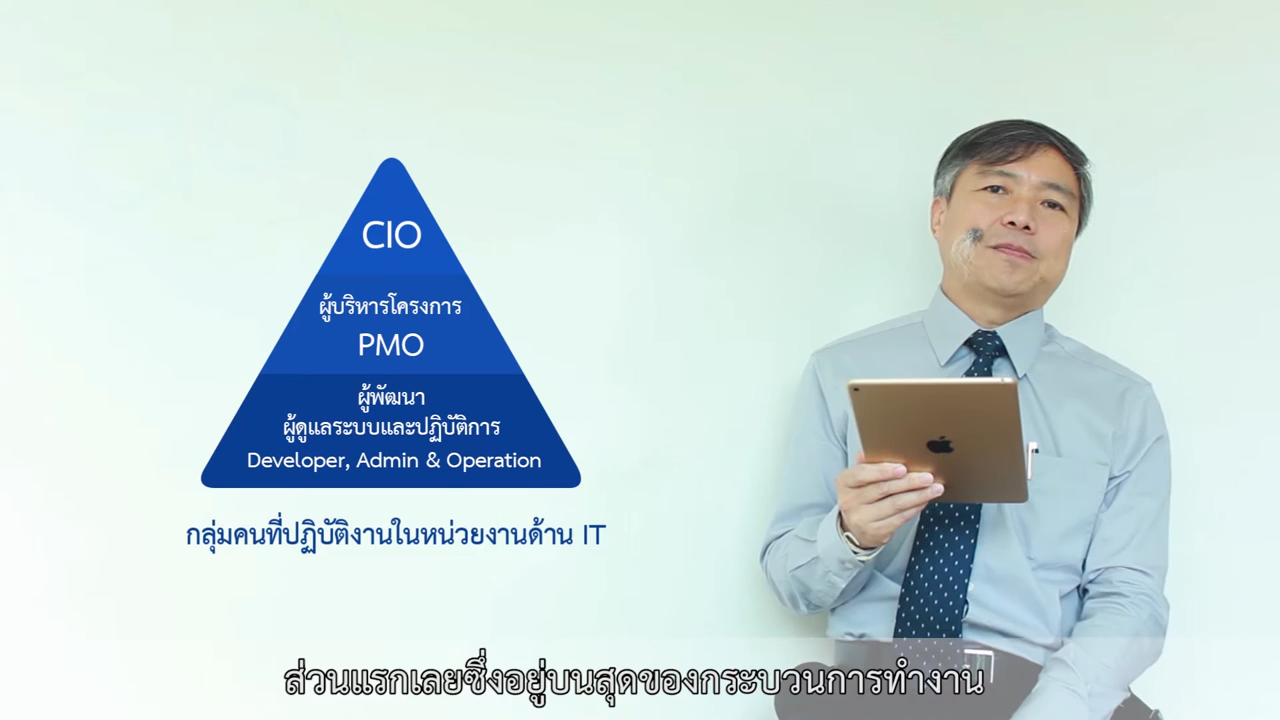 CIO
ผู้บริหารโครงการ
PMO
ผู้พัฒนา
ผู้ดูแลระบบและปฏิบัติการ
Developer, Admin & Operation
กลุ่มคนที่ปฏิบัติงานในหน่วยงานด้าน IT
ส่วนแรกเลยซึ่งอยู่บนสุดของกระบวนการทำงาน